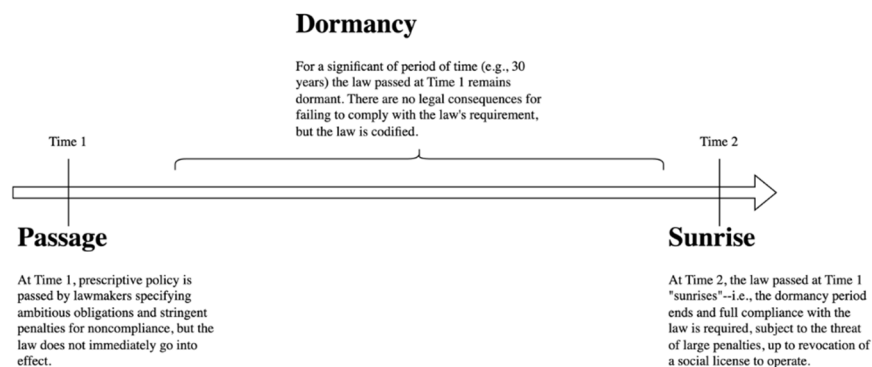 Dormancy
For a significant of period of time (e.g., 30
years) the law passed at Time 1 remains
dormant. There are no legal consequences for
failing to comply with the law's requirement,
but the law is codified.
Time 1
Time 2
Passage
At Time 1, prescriptive policy is
passed by lawmakers specifying
ambitious obligations and stringent
penalties for noncompliance, but the
law does not immediately go into
effect.
Sunrise
At Time 2, the law passed at Time 1
"sunrises"--i.e., the dormancy period
ends and full compliance with the
law is required, subject to the threat
of large penalties, up to revocation of
a social license to operate.